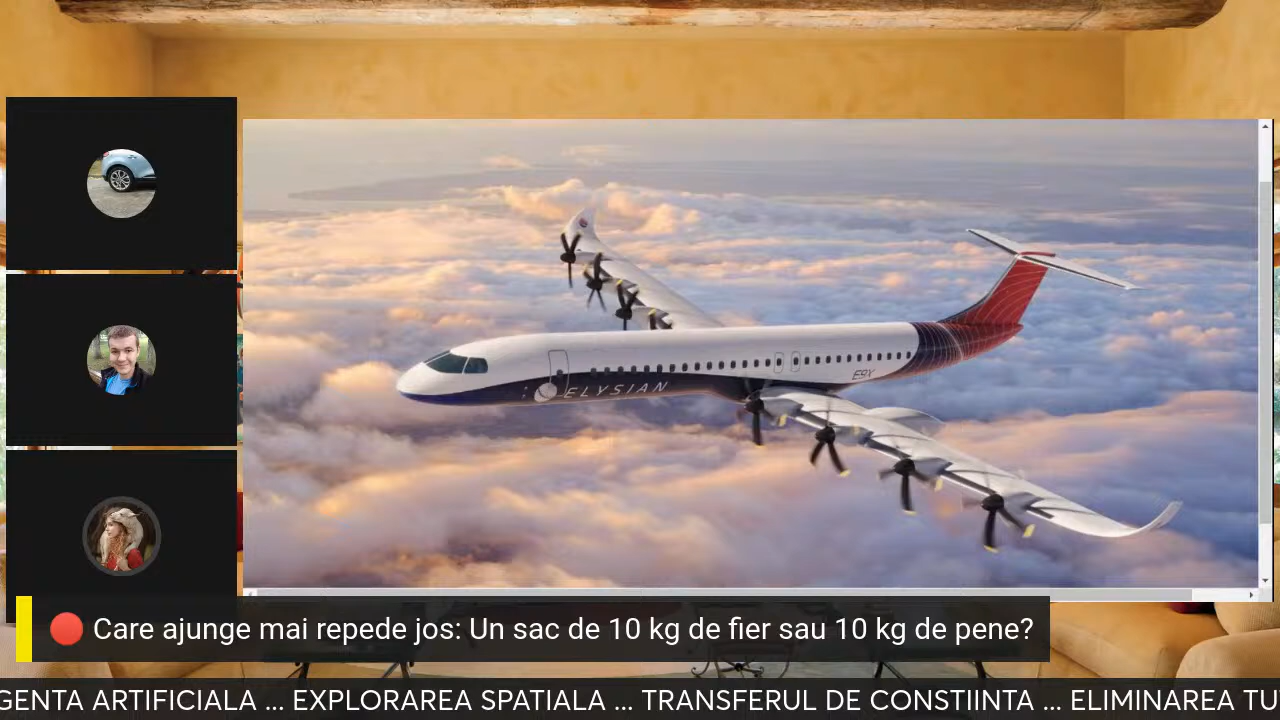 ELYSIAN
E9X
Care ajunge mai repede jos: Un sac de 10 kg de fier sau 10 kg de pene?
GENTA ARTIFICIALA ... EXPLORAREA SPATIALA ... TRANSFERUL DE CONSTIINTA ... ELIMINAREA TU